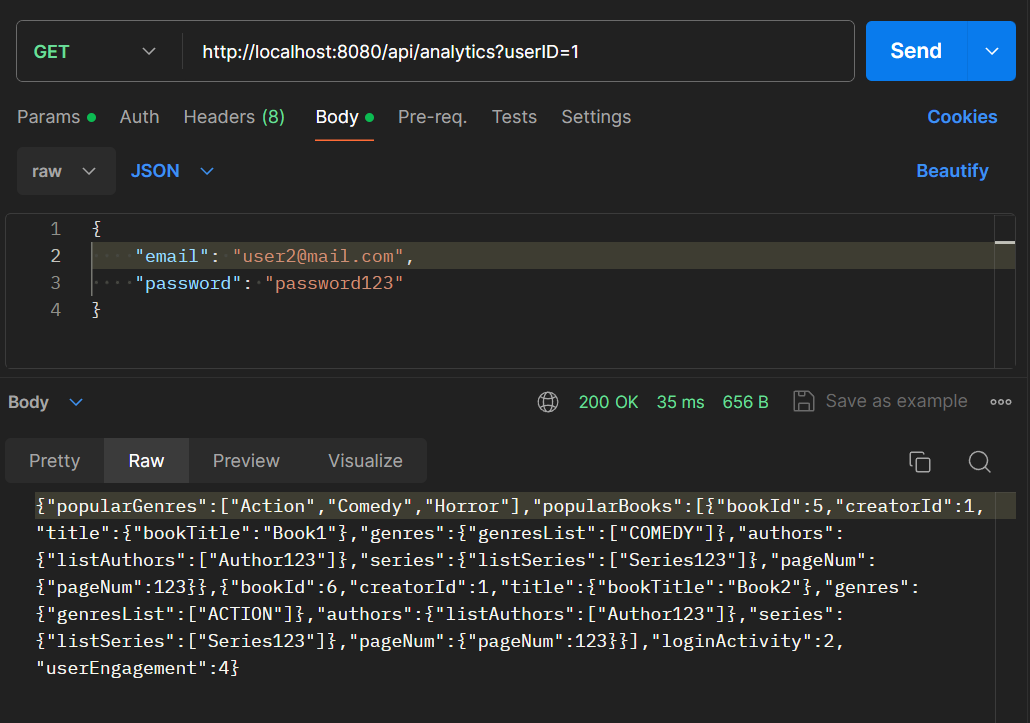 GET http://localhost:8080/api/analytics?userID=1 Send
Params Auth Headers (8) Body Pre-req. Tests Settings Cookies
raw JSON Beautify
1 {
2 "email": "user2@mail.com",
3 "password": "password123"
4 }
Body 200 OK 35 ms 656 B Save as example
Pretty Raw Preview Visualize
{"popularGenres":["Action","Comedy","Horror"],"popularBooks":[{"bookId":5,"creatorId":1,
"title":{"bookTitle":"Book1"},"genres":{"genresList":["COMEDY"]},"authors":
{"listAuthors":["Author123"]},"series":{"listSeries":["Series123"]},"pageNum":
{"pageNum":123}},{"bookId":6,"creatorId":1,"title":{"bookTitle":"Book2"},"genres":
{"genresList":["ACTION"]},"authors":{"listAuthors":["Author123"]},"series":
{"listSeries":["Series123"]},"pageNum":{"pageNum":123}}],"loginActivity":2,
"userEngagement":4}